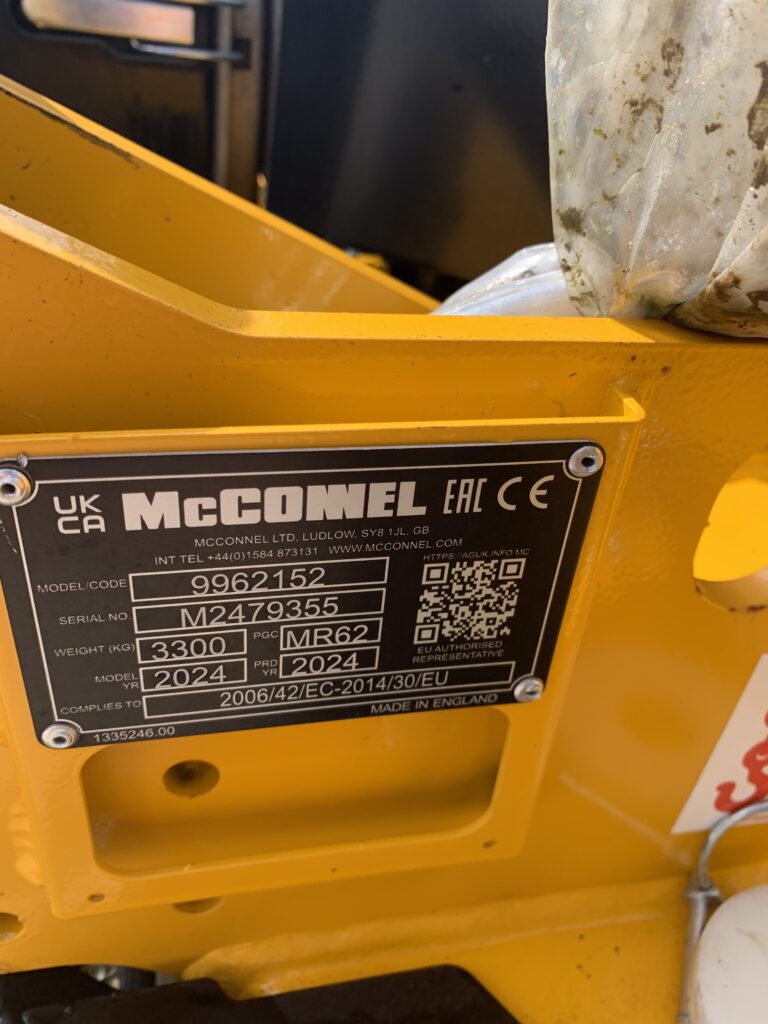 UK
CA
McCONNEL EAC CE
MCCONNEL LTD. LUDLOW. SY8 1JL. GB
INT TEL +44(0)1584 873131 WWW.MCCONNEL.COM
HTTPS://AGUK.INFO/MC
MODEL/CODE 9962152
SERIAL NO. M2479355
WEIGHT (KG) 3300 PGC MR62
EU AUTHORISED
REPRESENTATIVE
MODEL YR 2024 PRD YR 2024
COMPLIES TO 2006/42/EC-2014/30/EU
1335246.00 MADE IN ENGLAND